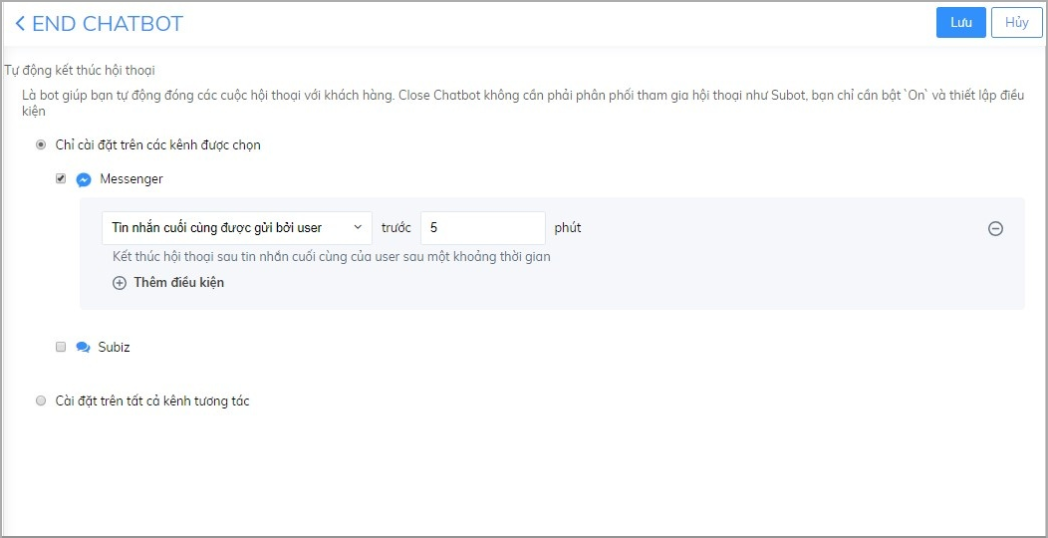 END CHATBOT
Lưu
Hủy
Tự động kết thúc hội thoại
Là bot giúp bạn tự động đóng các cuộc hội thoại với khách hàng. Close Chatbot không cần phải phân phối tham gia hội thoại như Subot, bạn chỉ cần bật `On` và thiết lập điều
kiện
Chỉ cài đặt trên các kênh được chọn
Messenger
Tin nhắn cuối cùng được gửi bởi user trước 5 phút
Kết thúc hội thoại sau tin nhắn cuối cùng của user sau một khoảng thời gian
Thêm điều kiện
Subiz
Cài đặt trên tất cả kênh tương tác